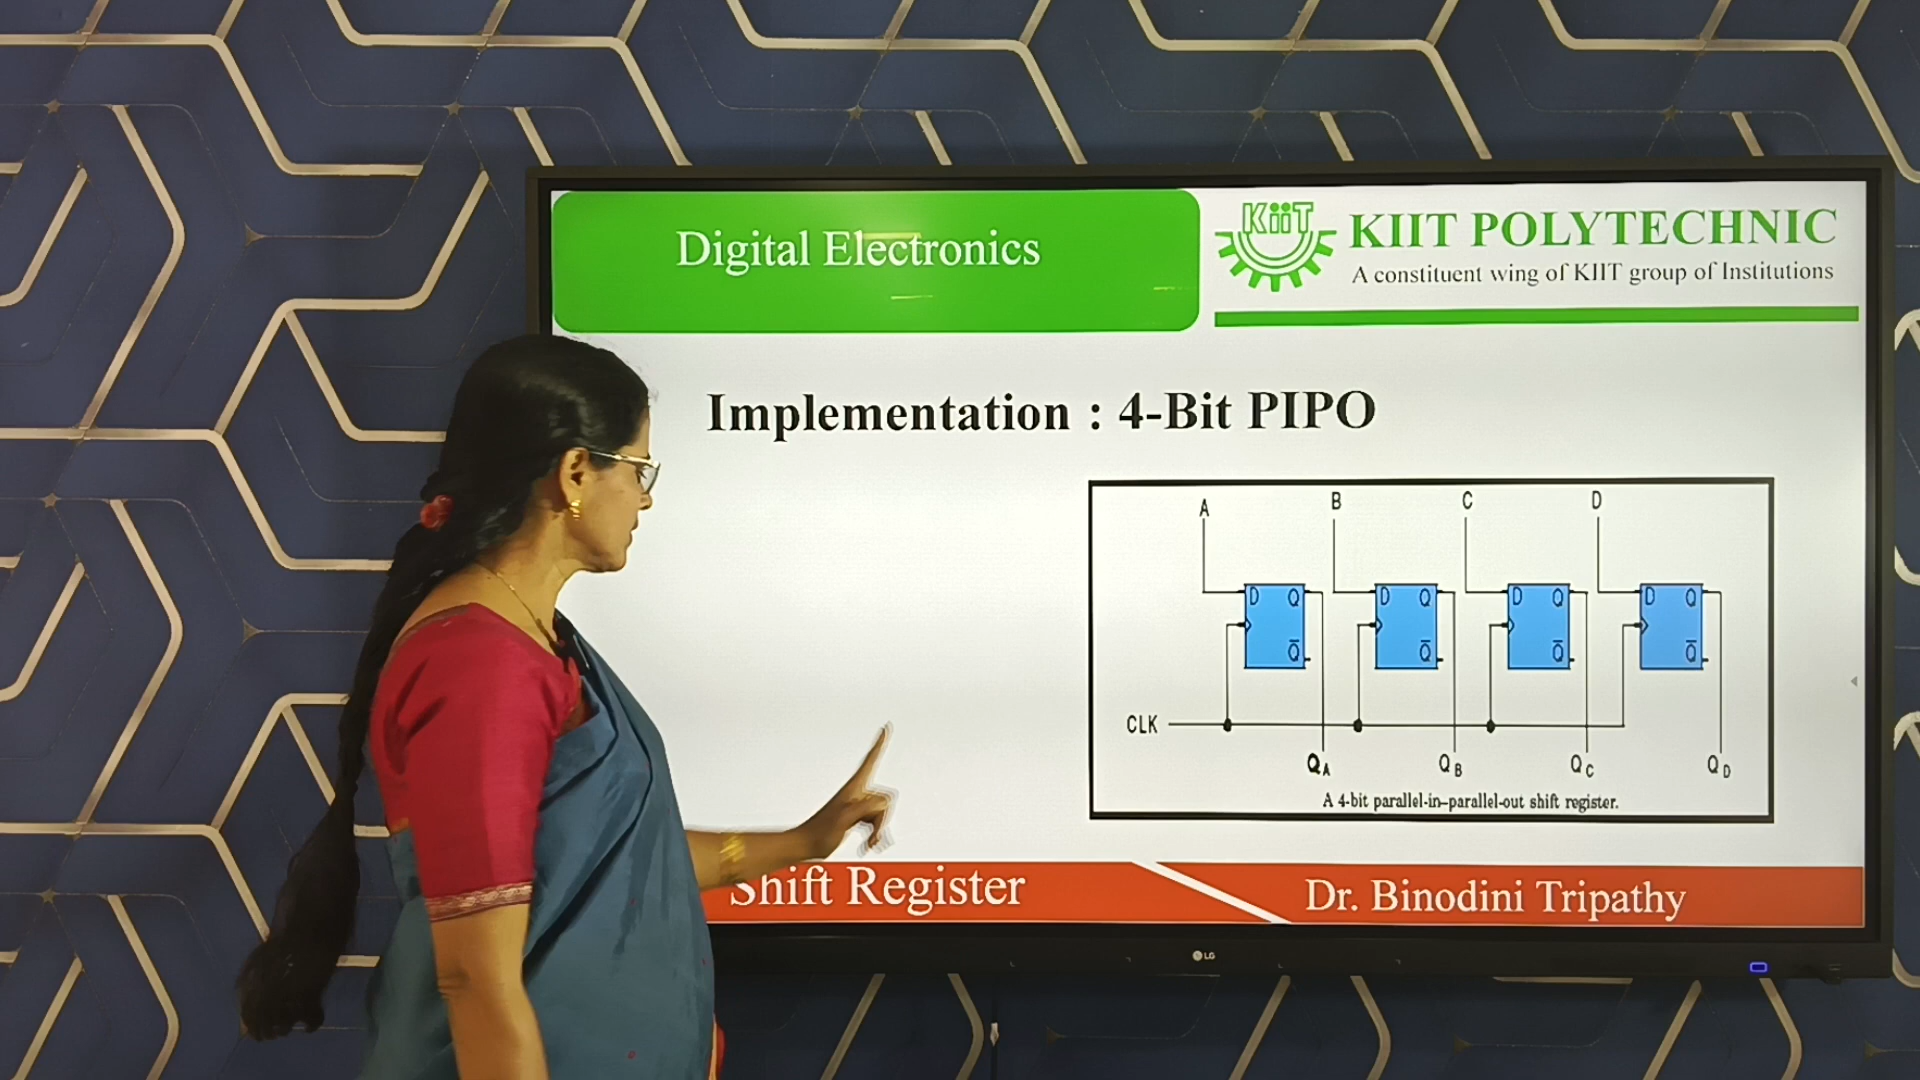 Digital Electronics
KiiT
KIIT POLYTECHNIC
A constituent wing of KIIT group of Institutions
Implementation : 4-Bit PIPO
A B C D
D Q D Q D Q D Q
Q̅ Q̅ Q̅ Q̅
CLK
QA QB QC QD
A 4-bit parallel-in–parallel-out shift register.
Shift Register
Dr. Binodini Tripathy
LG